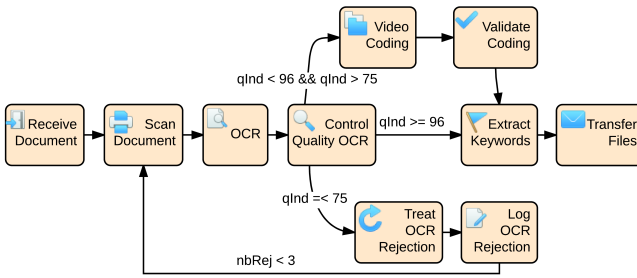 Video
Coding
Validate
Coding
qInd < 96 && qInd > 75
Receive
Document
Scan
Document
OCR
Control
Quality OCR
qInd >= 96
Extract
Keywords
Transfer
Files
qInd =< 75
Treat
OCR
Rejection
Log
OCR
Rejection
nbRej < 3